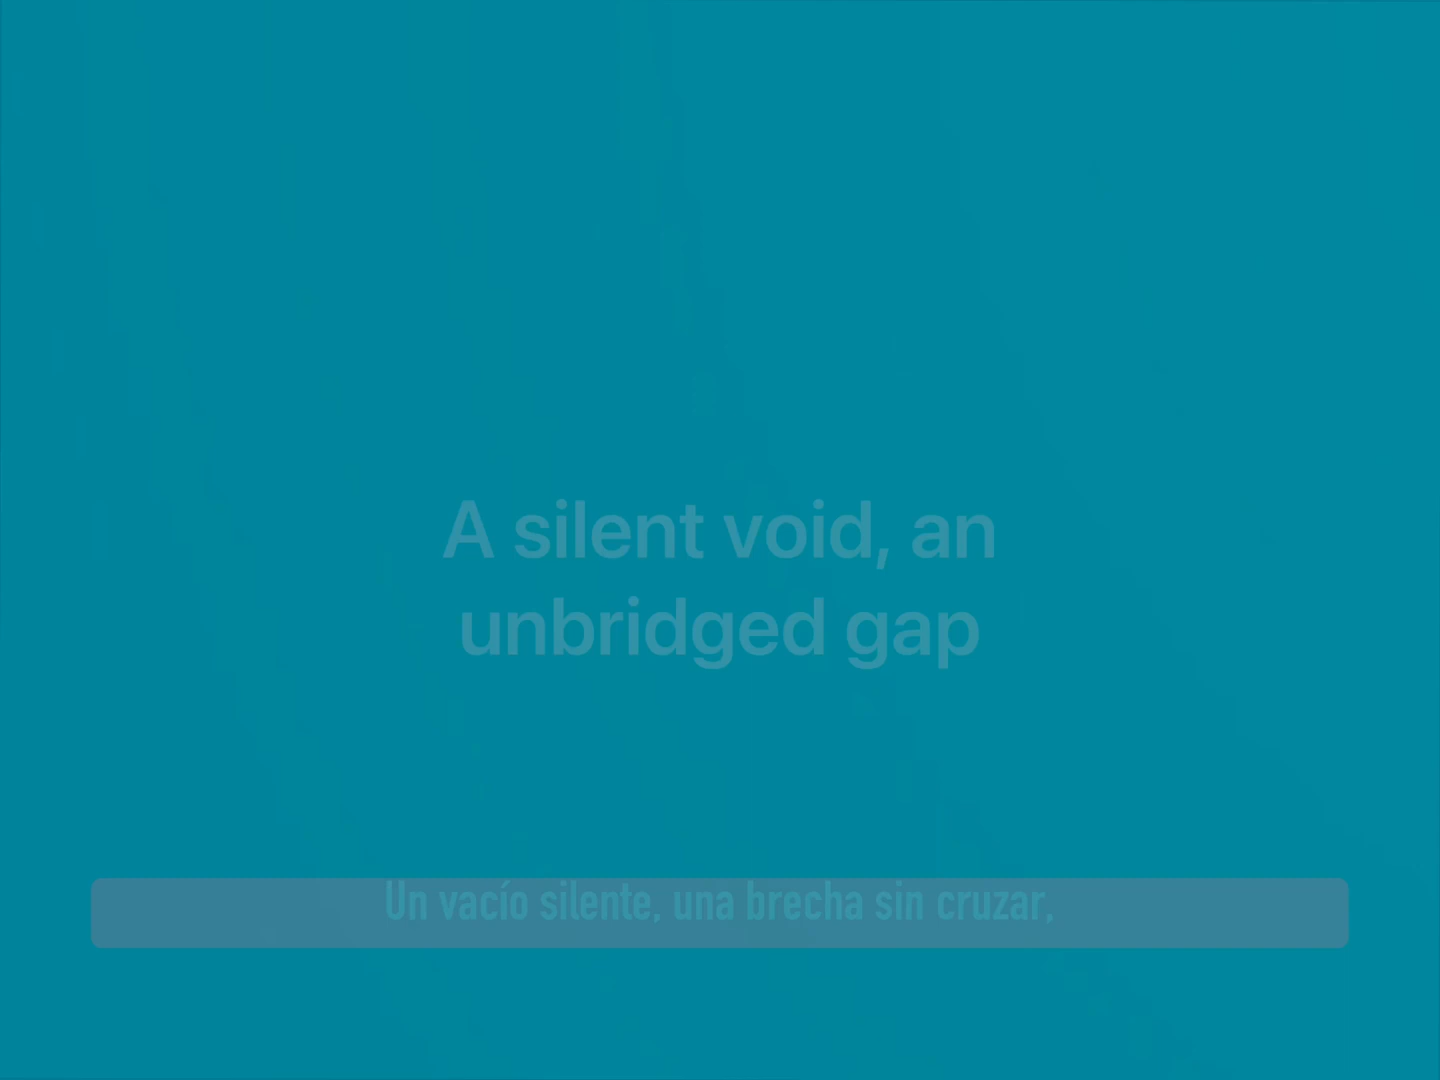 A silent void, an
unbridged gap
Un vacío silente, una brecha sin cruzar,